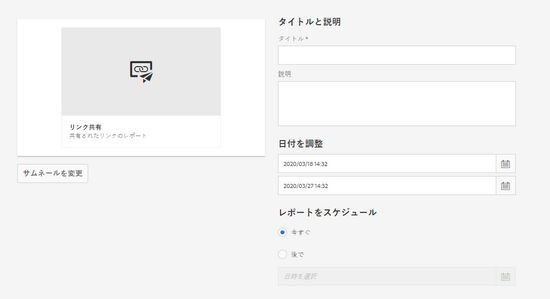 リンク共有
共有されたリンクのレポート
サムネールを変更
タイトルと説明
タイトル *
説明
日付を調整
2020/03/18 14:32
2020/03/27 14:32
レポートをスケジュール
今すぐ
後で
日時を選択